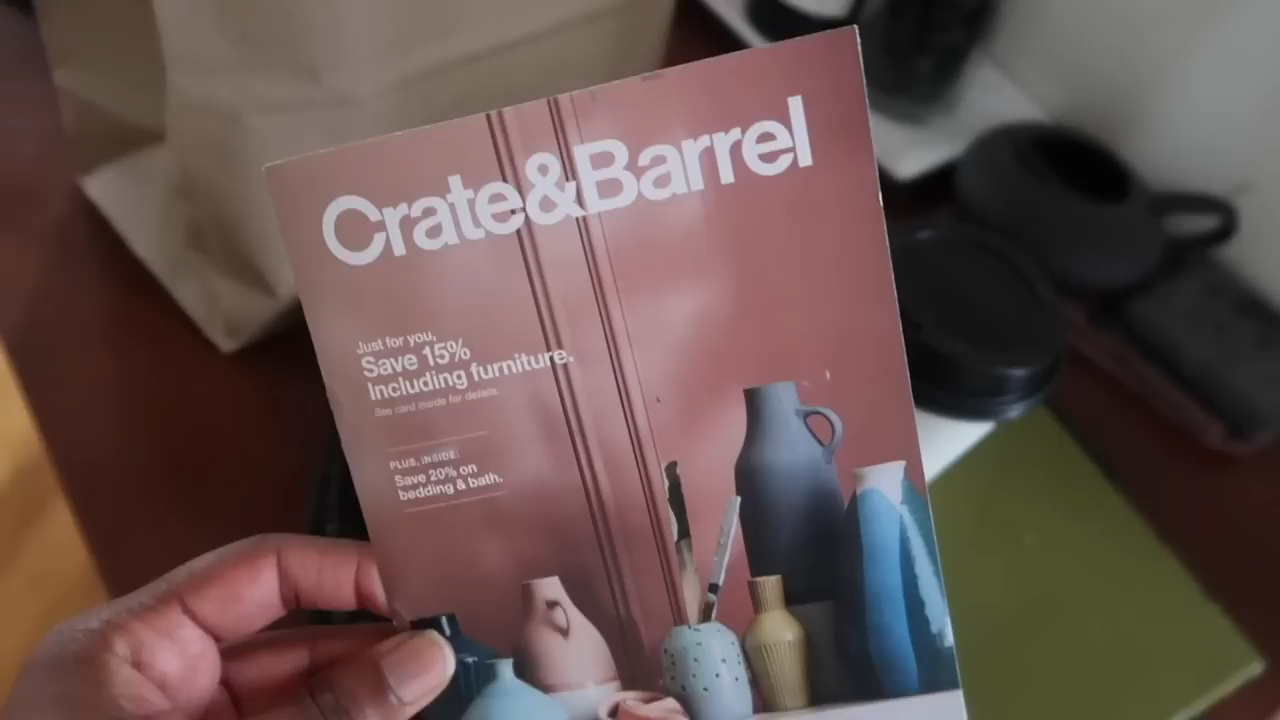 Crate&Barrel
Just for you,
Save 15%
Including furniture.
See card inside for details.
PLUS, INSIDE:
Save 20% on
bedding & bath.